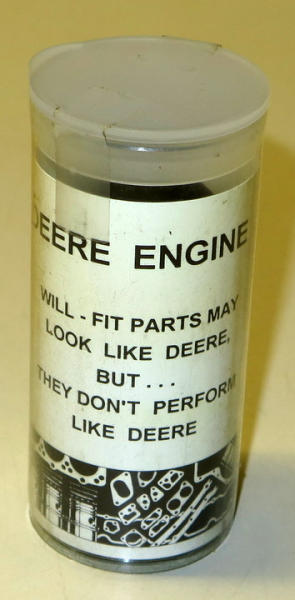 DEERE ENGINE
WILL - FIT PARTS MAY
LOOK LIKE DEERE,
BUT . . .
THEY DON'T PERFORM
LIKE DEERE